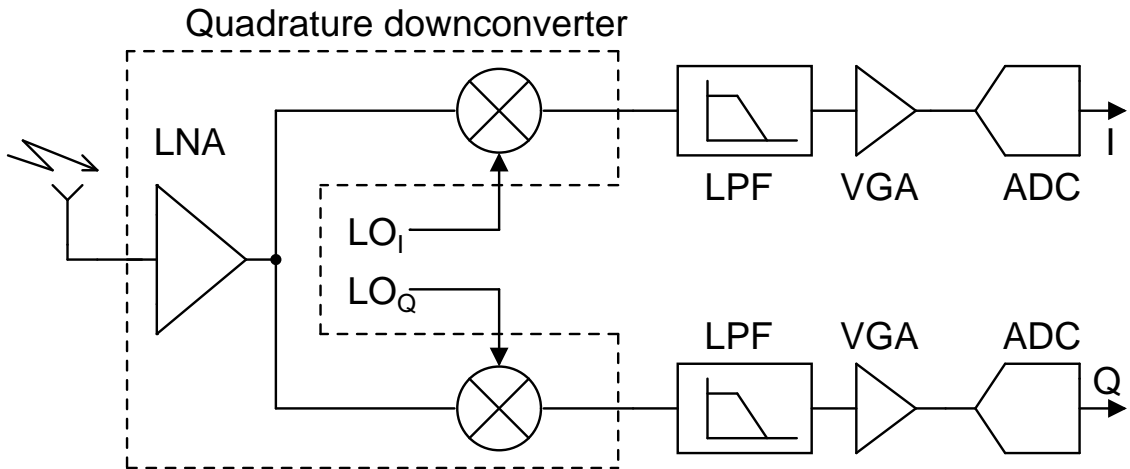 Quadrature downconverter
LNA
LO_I
LO_Q
LPF
VGA
ADC
I
LPF
VGA
ADC
Q